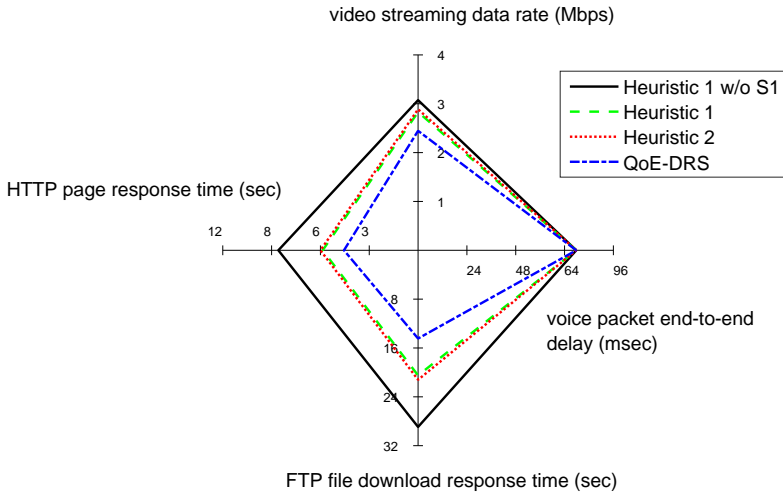 video streaming data rate (Mbps)
4
3
2
1
Heuristic 1 w/o S1
Heuristic 1
Heuristic 2
QoE-DRS
HTTP page response time (sec)
12 8 6 3
24 48 64 96
voice packet end-to-end
delay (msec)
8
16
24
32
FTP file download response time (sec)